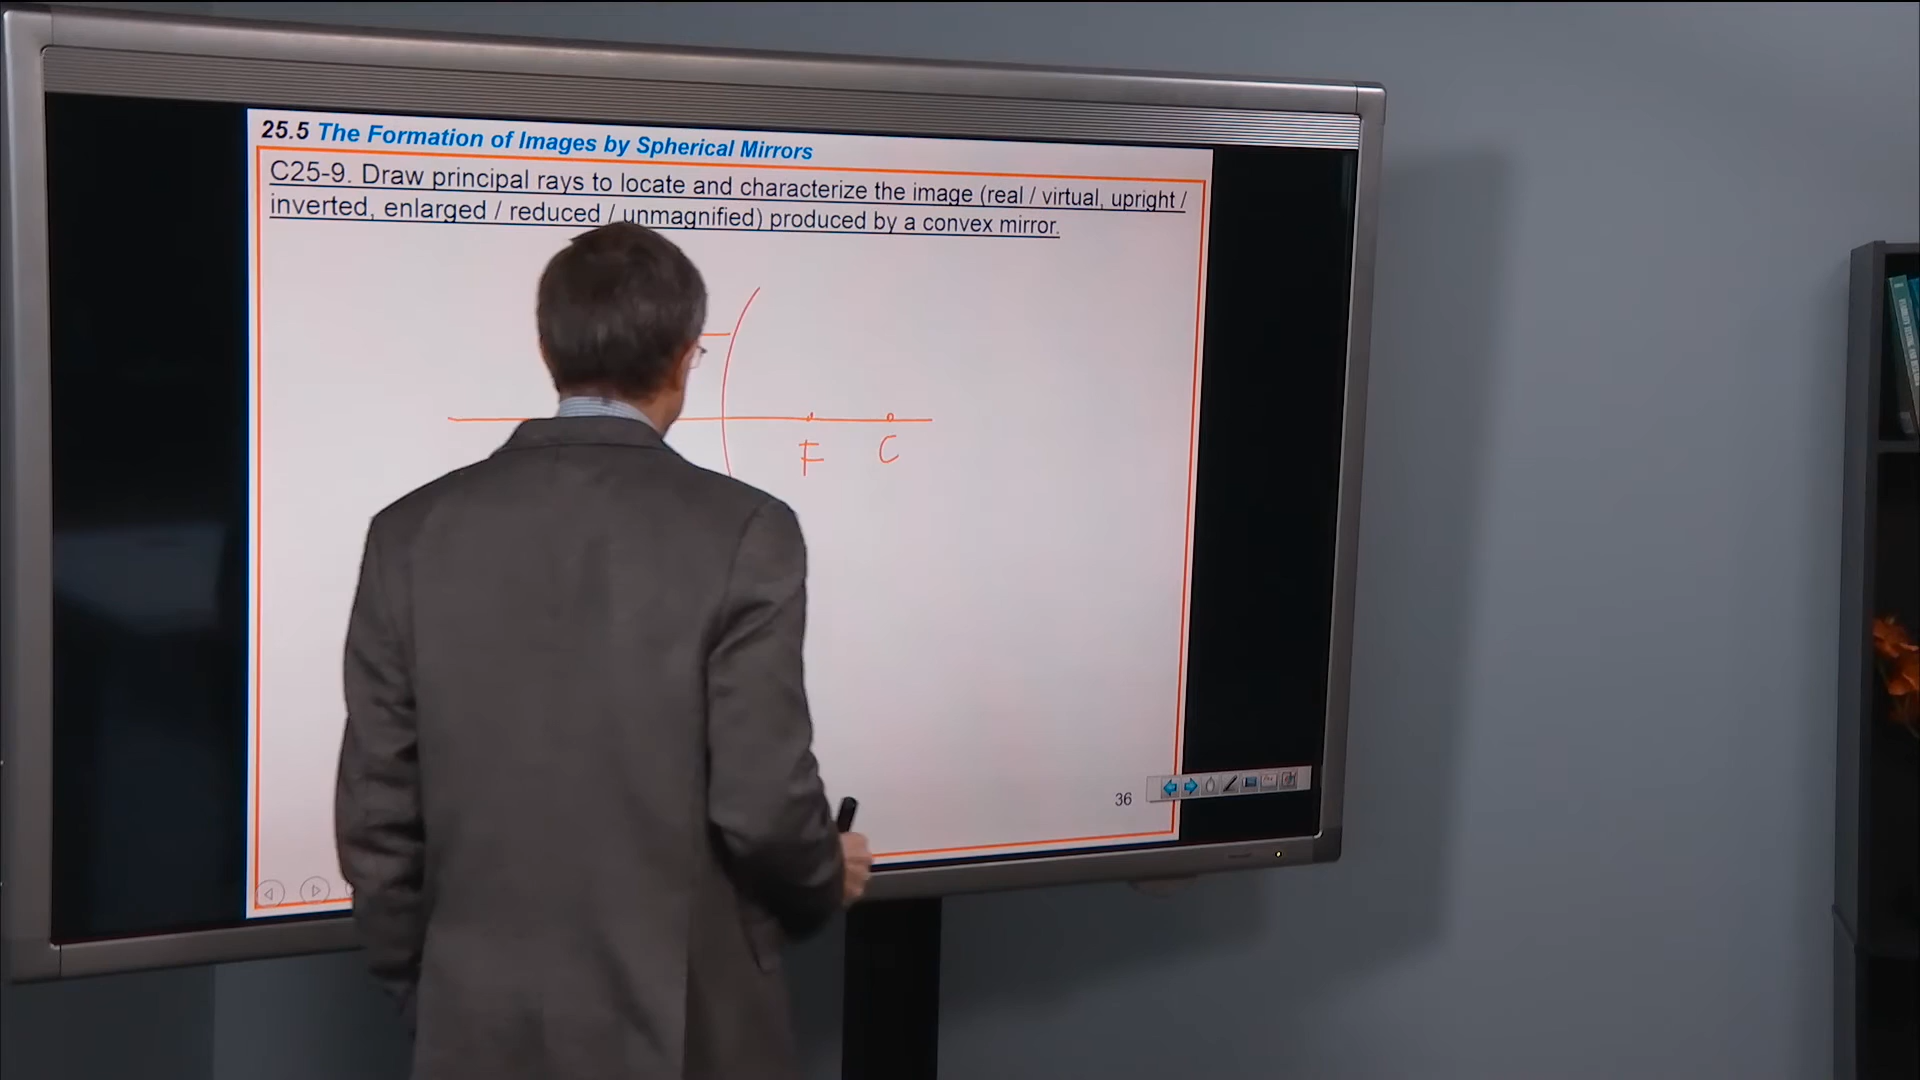 25.5 The Formation of Images by Spherical Mirrors
C25-9. Draw principal rays to locate and characterize the image (real / virtual, upright /
inverted, enlarged / reduced / unmagnified) produced by a convex mirror.
F C
36